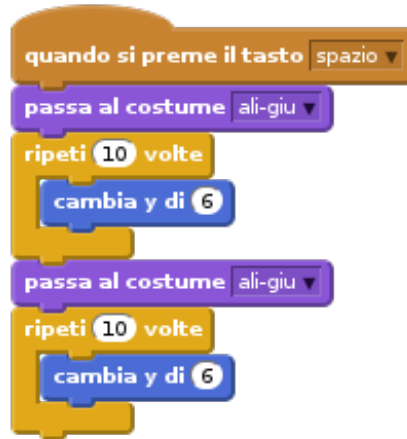 quando si preme il tasto spazio
passa al costume ali-giu
ripeti 10 volte
cambia y di 6
passa al costume ali-giu
ripeti 10 volte
cambia y di 6